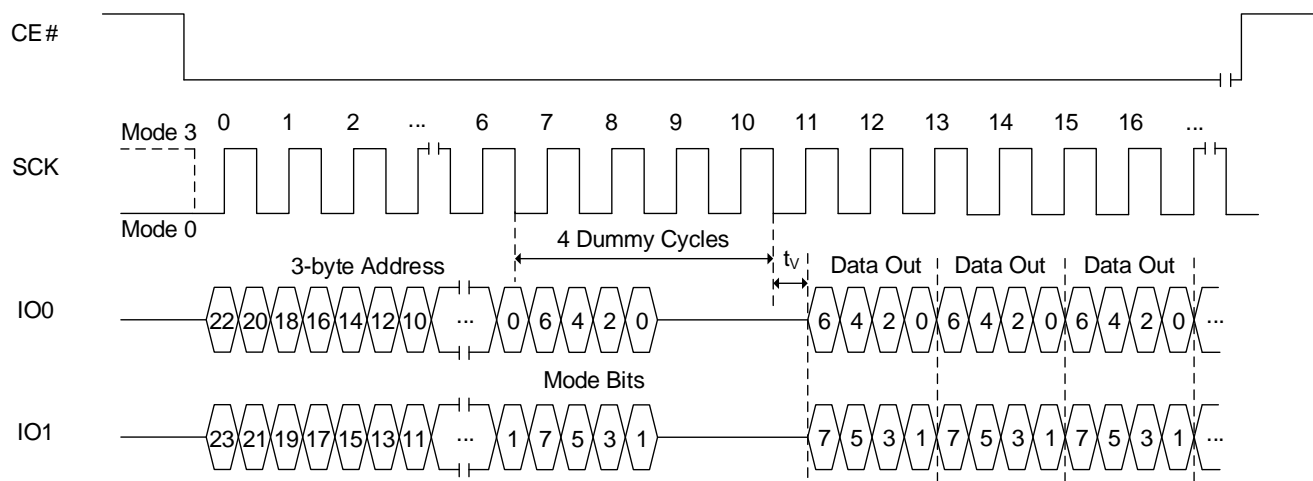 CE#
0 1 2 ... 6 7 8 9 10 11 12 13 14 15 16 ...
Mode 3
SCK
Mode 0
4 Dummy Cycles
3-byte Address
tV
Data Out Data Out Data Out
IO0
22 20 18 16 14 12 10 ... 0 6 4 2 0 6 4 2 0 6 4 2 0 6 4 2 0 ...
Mode Bits
IO1
23 21 19 17 15 13 11 ... 1 7 5 3 1 7 5 3 1 7 5 3 1 7 5 3 1 ...